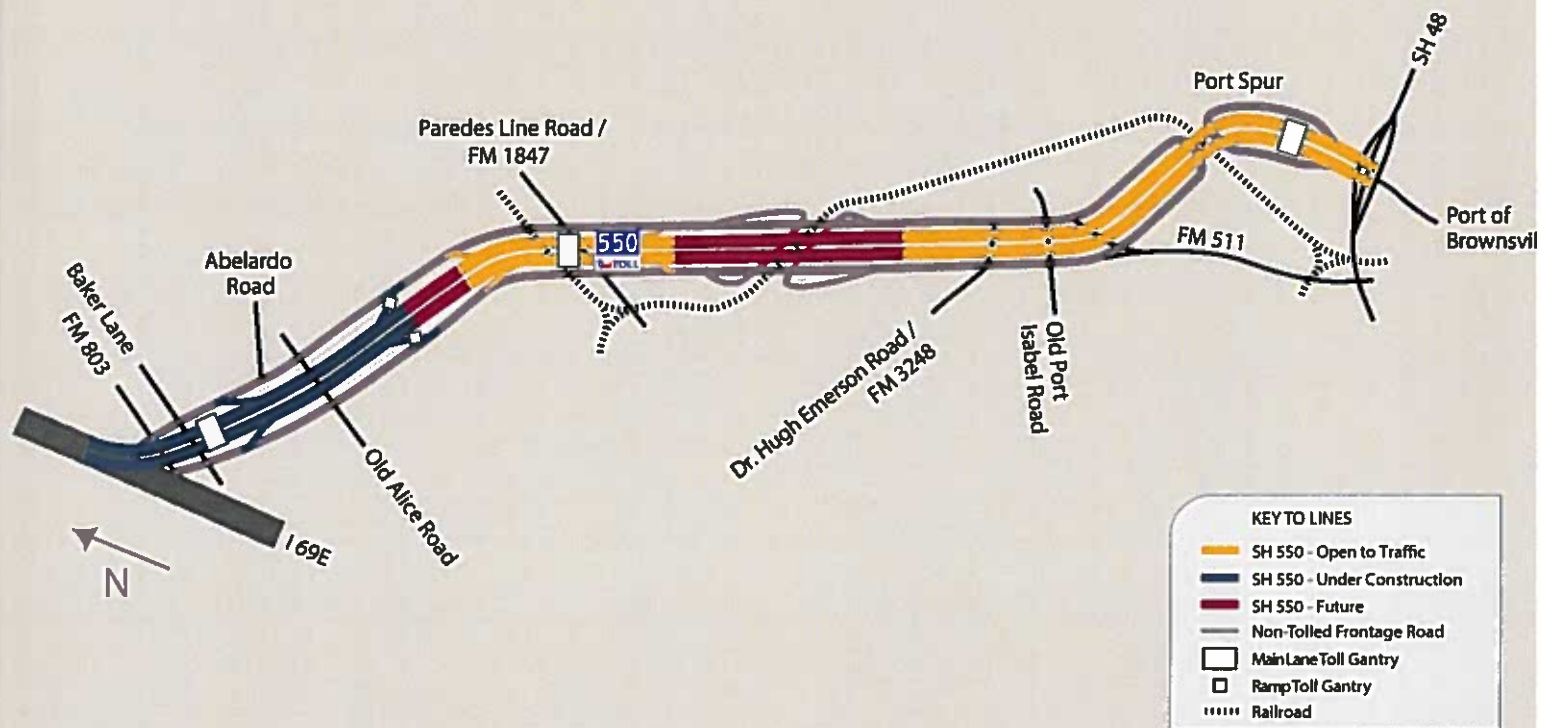 SH 48
Port Spur
Paredes Line Road /
FM 1847
Port of
Brownsvil
550
TOLL
FM 511
Abelardo
Road
Baker Lane
FM 803
Old Port
Isabel Road
Dr. Hugh Emerson Road /
FM 3248
Old Alice Road
I 69E
N
KEY TO LINES
SH 550 - Open to Traffic
SH 550 - Under Construction
SH 550 - Future
Non-Tolled Frontage Road
Main Lane Toll Gantry
Ramp Toll Gantry
Railroad